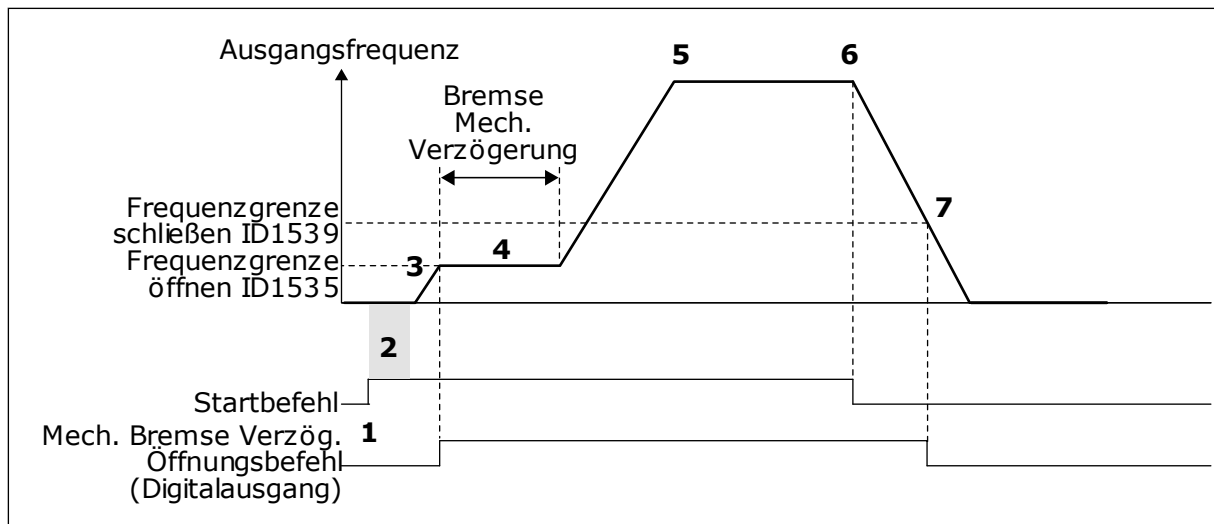 Ausgangsfrequenz
5
6
Bremse
Mech.
Verzögerung
Frequenzgrenze
schließen ID1539
7
Frequenzgrenze
öffnen ID1535
3
4
2
Startbefehl
Mech. Bremse Verzög.
1
Öffnungsbefehl
(Digitalausgang)